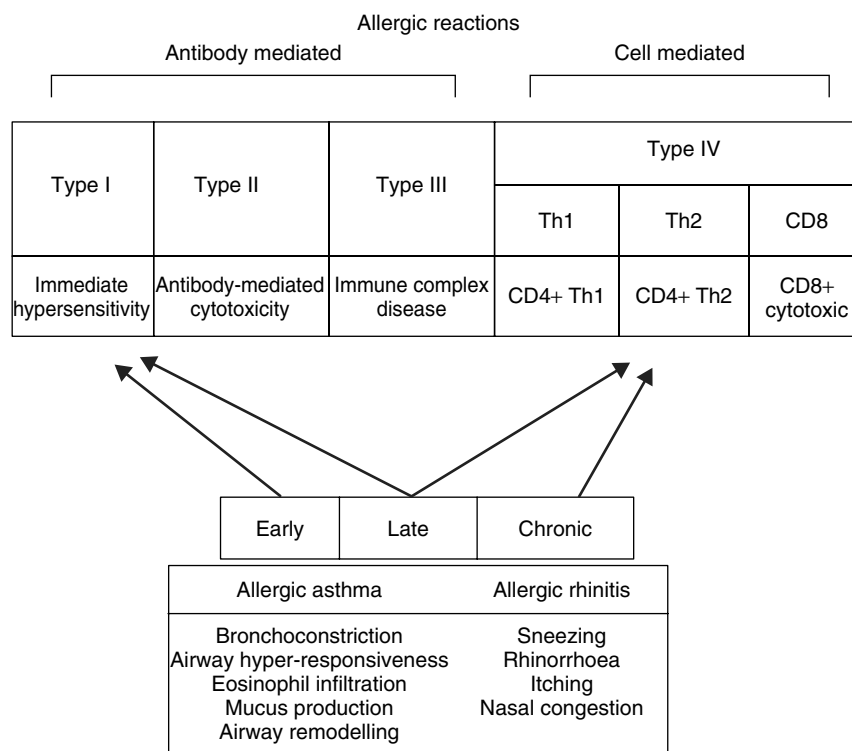 Allergic reactions
Antibody mediated
Cell mediated
Type I
Type II
Type III
Type IV
Th1
Th2
CD8
Immediate
hypersensitivity
Antibody-mediated
cytotoxicity
Immune complex
disease
CD4+ Th1
CD4+ Th2
CD8+
cytotoxic
Early
Late
Chronic
Allergic asthma
Bronchoconstriction
Airway hyper-responsiveness
Eosinophil infiltration
Mucus production
Airway remodelling
Allergic rhinitis
Sneezing
Rhinorrhoea
Itching
Nasal congestion